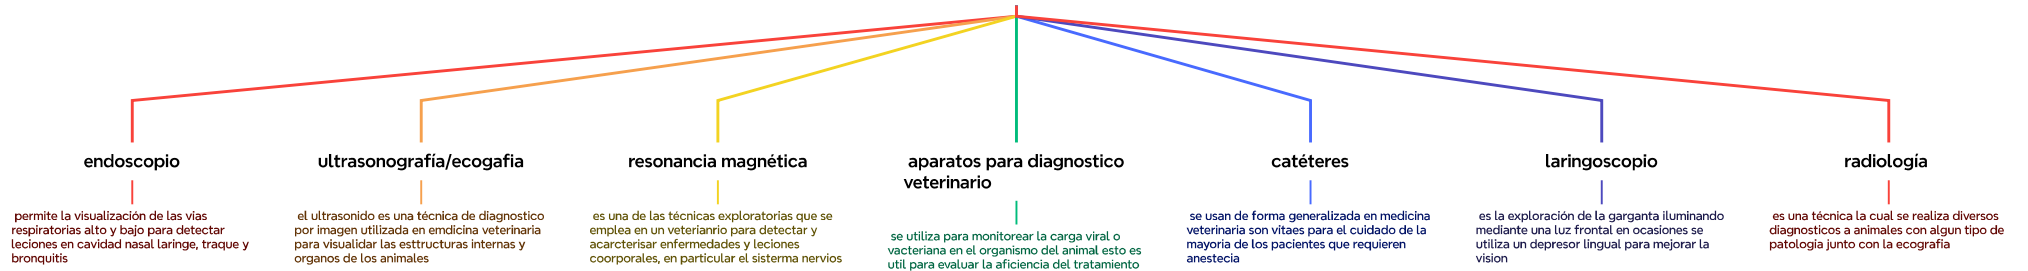 endoscopio
permite la visualización de las vias
respiratorias alto y bajo para detectar
leciones en cavidad nasal laringe, traque y
bronquitis
ultrasonografía/ecogafia
el ultrasonido es una técnica de diagnostico
por imagen utilizada en emdicina veterinaria
para visualidar las esttructuras internas y
organos de los animales
resonancia magnética
es una de las técnicas exploratorias que se
emplea en un veterianrio para detectar y
acarcterisar enfermedades y leciones
coorporales, en particular el sisterma nervios
aparatos para diagnostico
veterinario
se utiliza para monitorear la carga viral o
vacteriana en el organismo del animal esto es
util para evaluar la aficiencia del tratamiento
catéteres
se usan de forma generalizada en medicina
veterinaria son vitaes para el cuidado de la
mayoria de los pacientes que requieren
anestecia
laringoscopio
es la exploración de la garganta iluminando
mediante una luz frontal en ocasiones se
utiliza un depresor lingual para mejorar la
vision
radiología
es una técnica la cual se realiza diversos
diagnosticos a animales con algun tipo de
patologia junto con la ecografia